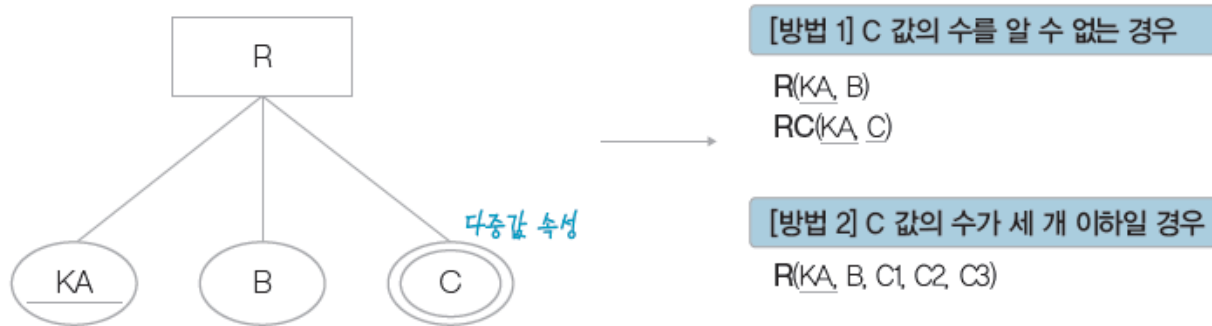 R
KA
B
C
다중값 속성
[방법 1] C 값의 수를 알 수 없는 경우
R(KA, B)
RC(KA, C)
[방법 2] C 값의 수가 세 개 이하일 경우
R(KA, B, C1, C2, C3)